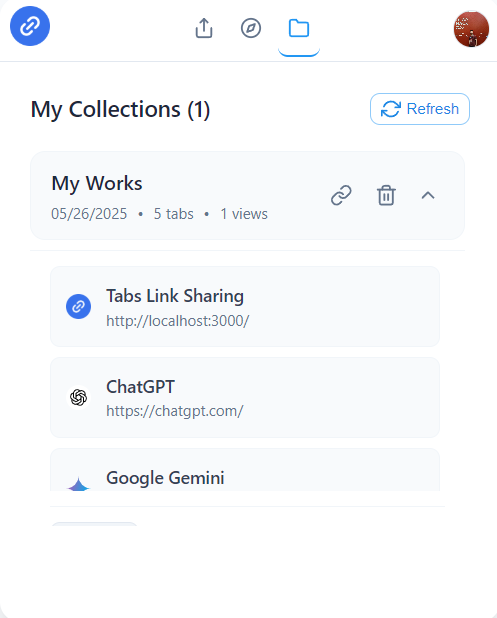 My Collections (1)
Refresh
My Works
05/26/2025 • 5 tabs • 1 views
Tabs Link Sharing
http://localhost:3000/
ChatGPT
https://chatgpt.com/
Google Gemini